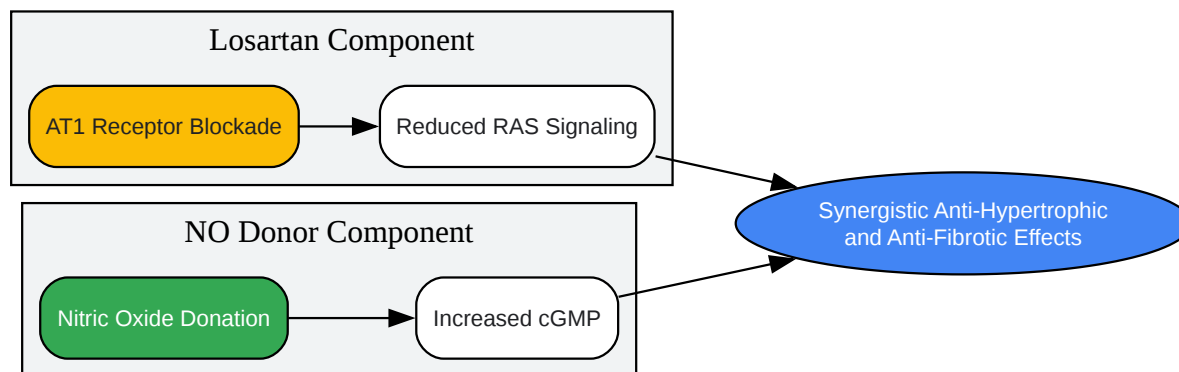 Losartan Component
AT1 Receptor Blockade
Reduced RAS Signaling
NO Donor Component
Nitric Oxide Donation
Increased cGMP
Synergistic Anti-Hypertrophic
and Anti-Fibrotic Effects